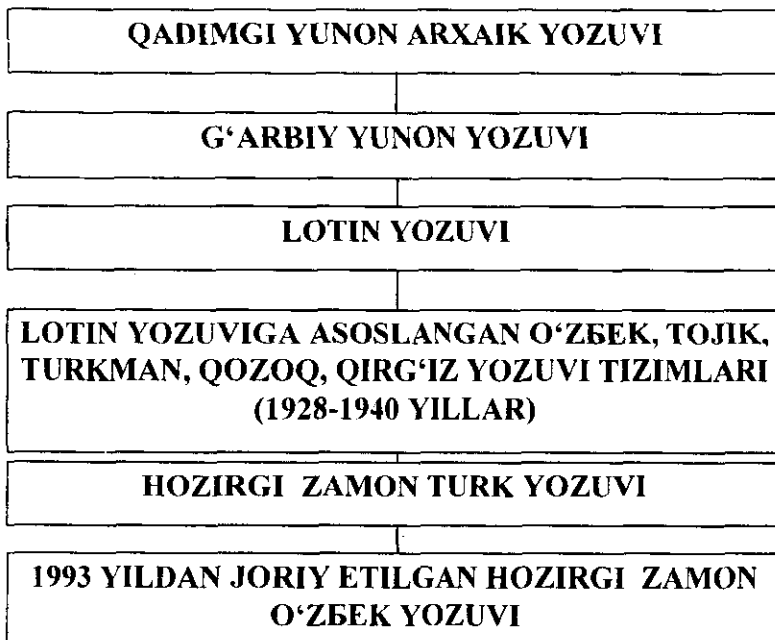 QADIMGI YUNON ARXAIK YOZUVI
G‘ARBIY YUNON YOZUVI
LOTIN YOZUVI
LOTIN YOZUVIGA ASOSLANGAN O‘ZБEK, TOJIK,
TURKMAN, QOZOQ, QIRG‘IZ YOZUVI TIZIMLARI
(1928-1940 YILLAR)
HOZIRGI ZAMON TURK YOZUVI
1993 YILDAN JORIY ETILGAN HOZIRGI ZAMON
O‘ZБEK YOZUVI